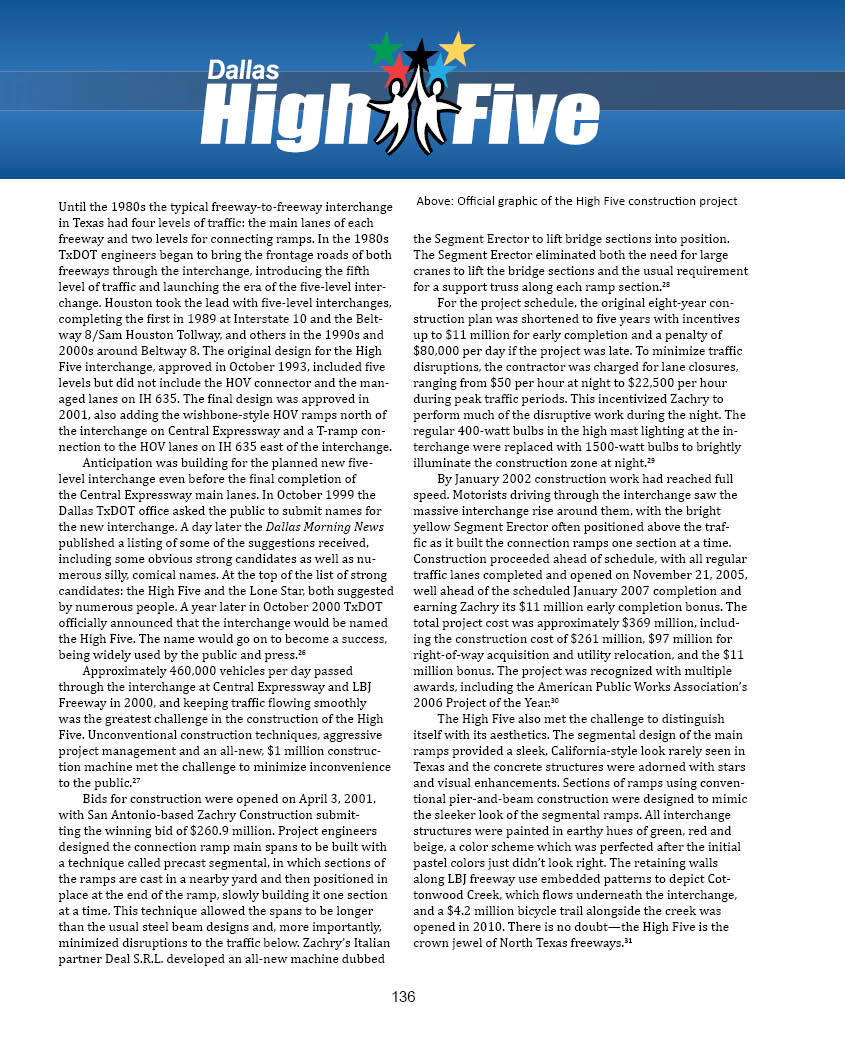 Dallas
High Five
Until the 1980s the typical freeway-to-freeway interchange
in Texas had four levels of traffic: the main lanes of each
freeway and two levels for connecting ramps. In the 1980s
TxDOT engineers began to bring the frontage roads of both
freeways through the interchange, introducing the fifth
level of traffic and launching the era of the five-level inter-
change. Houston took the lead with five-level interchanges,
completing the first in 1989 at Interstate 10 and the Belt-
way 8/Sam Houston Tollway, and others in the 1990s and
2000s around Beltway 8. The original design for the High
Five interchange, approved in October 1993, included five
levels but did not include the HOV connector and the man-
aged lanes on IH 635. The final design was approved in
2001, also adding the wishbone-style HOV ramps north of
the interchange on Central Expressway and a T-ramp con-
nection to the HOV lanes on IH 635 east of the interchange.
Anticipation was building for the planned new five-
level interchange even before the final completion of
the Central Expressway main lanes. In October 1999 the
Dallas TxDOT office asked the public to submit names for
the new interchange. A day later the Dallas Morning News
published a listing of some of the suggestions received,
including some obvious strong candidates as well as nu-
merous silly, comical names. At the top of the list of strong
candidates: the High Five and the Lone Star, both suggested
by numerous people. A year later in October 2000 TxDOT
officially announced that the interchange would be named
the High Five. The name would go on to become a success,
being widely used by the public and press.²⁶
Approximately 460,000 vehicles per day passed
through the interchange at Central Expressway and LBJ
Freeway in 2000, and keeping traffic flowing smoothly
was the greatest challenge in the construction of the High
Five. Unconventional construction techniques, aggressive
project management and an all-new, $1 million construc-
tion machine met the challenge to minimize inconvenience
to the public.²⁷
Bids for construction were opened on April 3, 2001,
with San Antonio-based Zachry Construction submit-
ting the winning bid of $260.9 million. Project engineers
designed the connection ramp main spans to be built with
a technique called precast segmental, in which sections of
the ramps are cast in a nearby yard and then positioned in
place at the end of the ramp, slowly building it one section
at a time. This technique allowed the spans to be longer
than the usual steel beam designs and, more importantly,
minimized disruptions to the traffic below. Zachry's Italian
partner Deal S.R.L. developed an all-new machine dubbed
Above: Official graphic of the High Five construction project
the Segment Erector to lift bridge sections into position.
The Segment Erector eliminated both the need for large
cranes to lift the bridge sections and the usual requirement
for a support truss along each ramp section.²⁸
For the project schedule, the original eight-year con-
struction plan was shortened to five years with incentives
up to $11 million for early completion and a penalty of
$80,000 per day if the project was late. To minimize traffic
disruptions, the contractor was charged for lane closures,
ranging from $50 per hour at night to $22,500 per hour
during peak traffic periods. This incentivized Zachry to
perform much of the disruptive work during the night. The
regular 400-watt bulbs in the high mast lighting at the in-
terchange were replaced with 1500-watt bulbs to brightly
illuminate the construction zone at night.²⁹
By January 2002 construction work had reached full
speed. Motorists driving through the interchange saw the
massive interchange rise around them, with the bright
yellow Segment Erector often positioned above the traf-
fic as it built the connection ramps one section at a time.
Construction proceeded ahead of schedule, with all regular
traffic lanes completed and opened on November 21, 2005,
well ahead of the scheduled January 2007 completion and
earning Zachry its $11 million early completion bonus. The
total project cost was approximately $369 million, includ-
ing the construction cost of $261 million, $97 million for
right-of-way acquisition and utility relocation, and the $11
million bonus. The project was recognized with multiple
awards, including the American Public Works Association's
2006 Project of the Year.³⁰
The High Five also met the challenge to distinguish
itself with its aesthetics. The segmental design of the main
ramps provided a sleek, California-style look rarely seen in
Texas and the concrete structures were adorned with stars
and visual enhancements. Sections of ramps using conven-
tional pier-and-beam construction were designed to mimic
the sleeker look of the segmental ramps. All interchange
structures were painted in earthy hues of green, red and
beige, a color scheme which was perfected after the initial
pastel colors just didn't look right. The retaining walls
along LBJ freeway use embedded patterns to depict Cot-
tonwood Creek, which flows underneath the interchange,
and a $4.2 million bicycle trail alongside the creek was
opened in 2010. There is no doubt—the High Five is the
crown jewel of North Texas freeways.³¹
136